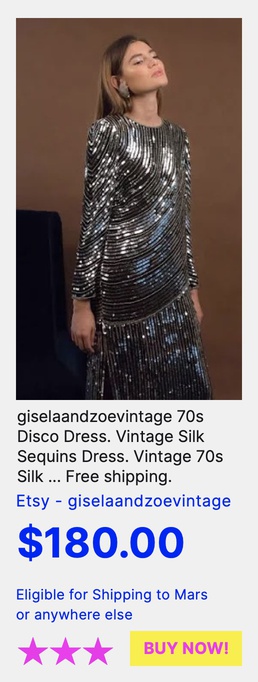 giselaandzoevintage 70s
Disco Dress. Vintage Silk
Sequins Dress. Vintage 70s
Silk ... Free shipping.
Etsy - giselaandzoevintage
$180.00
Eligible for Shipping to Mars
or anywhere else
BUY NOW!